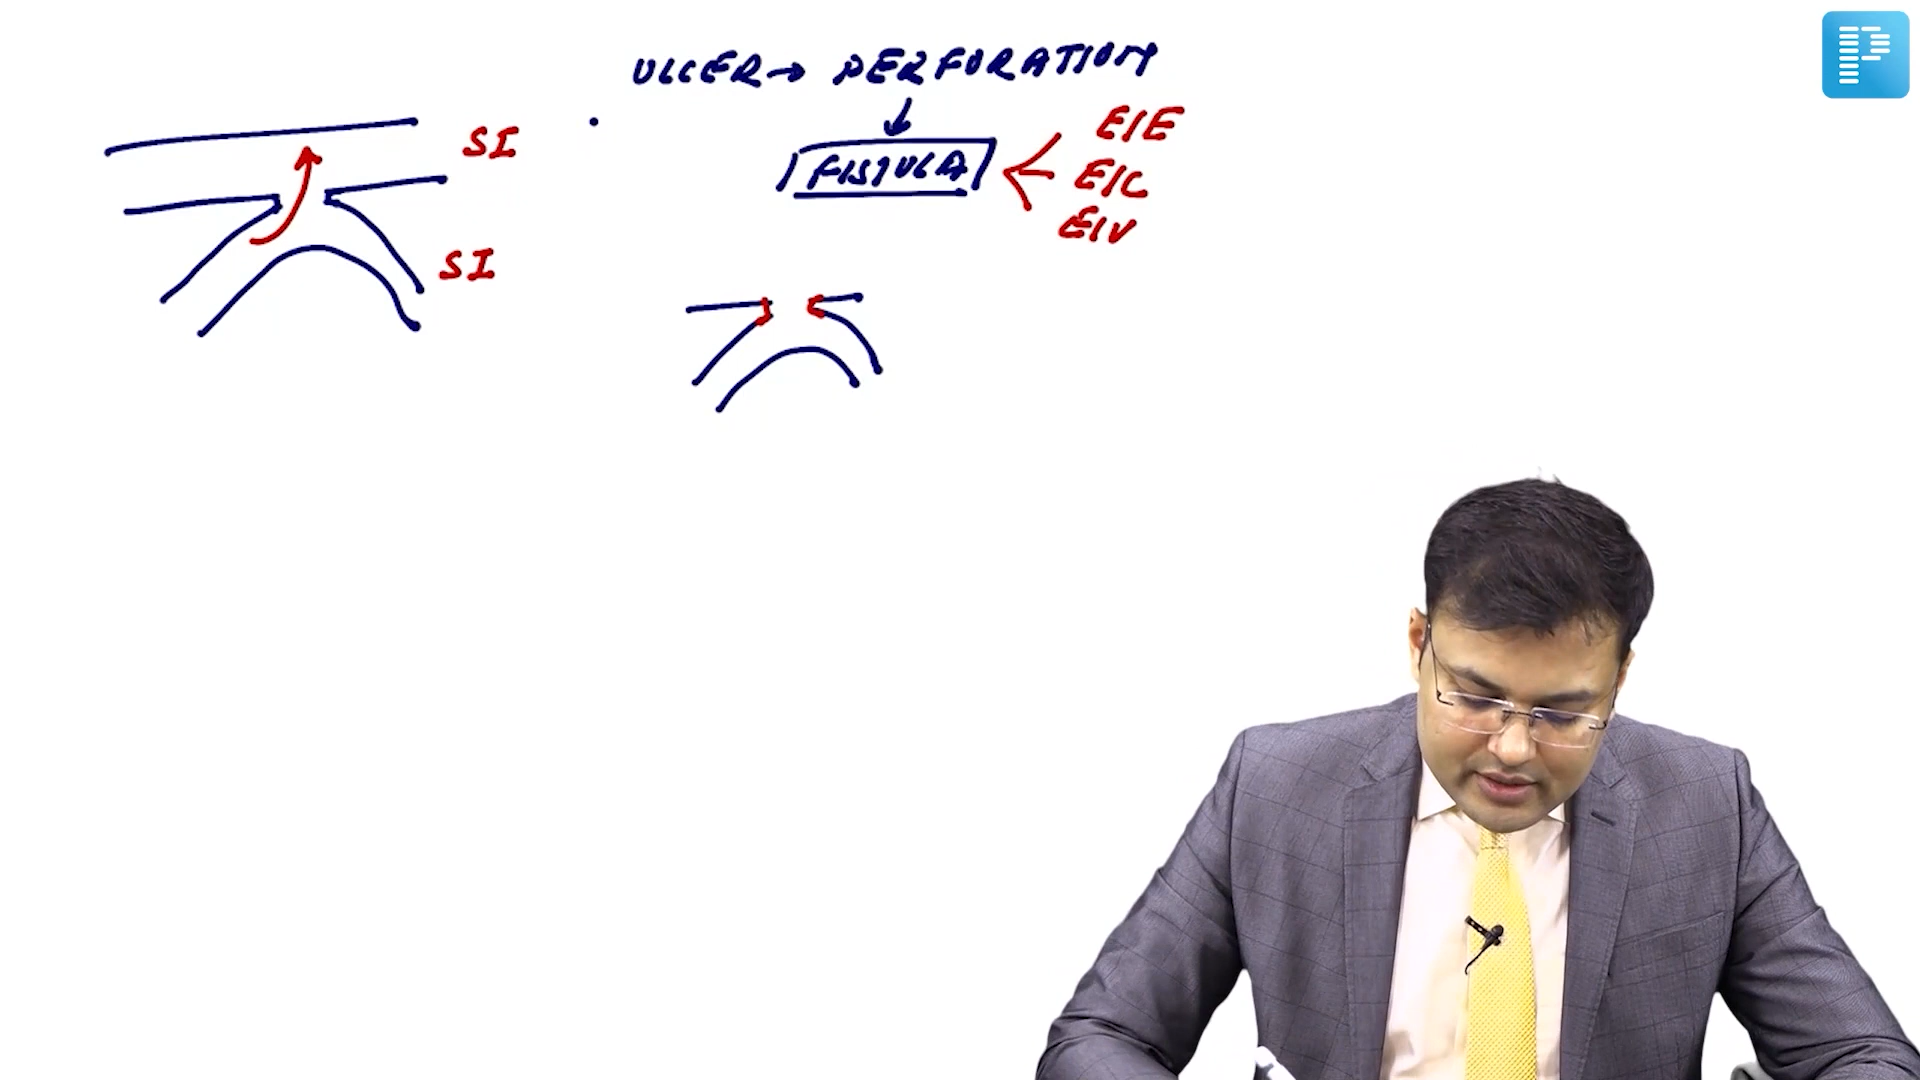 ULCER → PERFORATION
↓
FISTULA
E/E
E/C
E/V
SI
SI